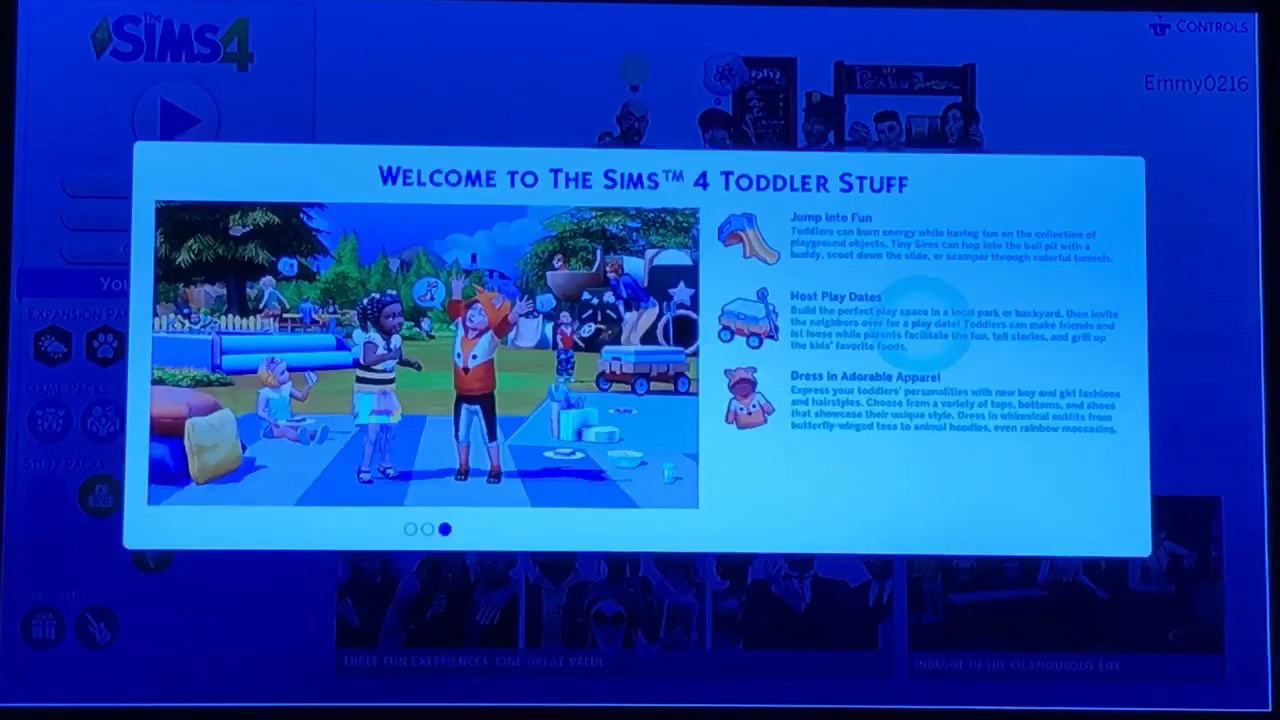 THE SIMS 4
CONTROLS
Emmy0216
WELCOME TO THE SIMS™ 4 TODDLER STUFF
Jump Into Fun
Toddlers can burn energy while having fun on the collection of
playground objects. Tiny Sims can hop into the ball pit with a
buddy, scoot down the slide, or scamper through colorful tunnels.
Host Play Dates
Build the perfect play space in a local park or backyard, then invite
the neighbors over for a play date! Toddlers can make friends and
let loose while parents facilitate the fun, tell stories, and grill up
the kids' favorite foods.
Dress in Adorable Apparel
Express your toddlers' personalities with new boy and girl fashions
and hairstyles. Choose from a variety of tops, bottoms, and shoes
that showcase their unique style. Dress in whimsical outfits from
butterfly-winged tees to animal hoodies, even rainbow moccasins.
YOU
EXPANSION PA
GAME PACKS
STUFF PACKS
THREE FUN EXPERIENCES. ONE GREAT VALUE
INDULGE IN THE GLAMOROUS LIFE